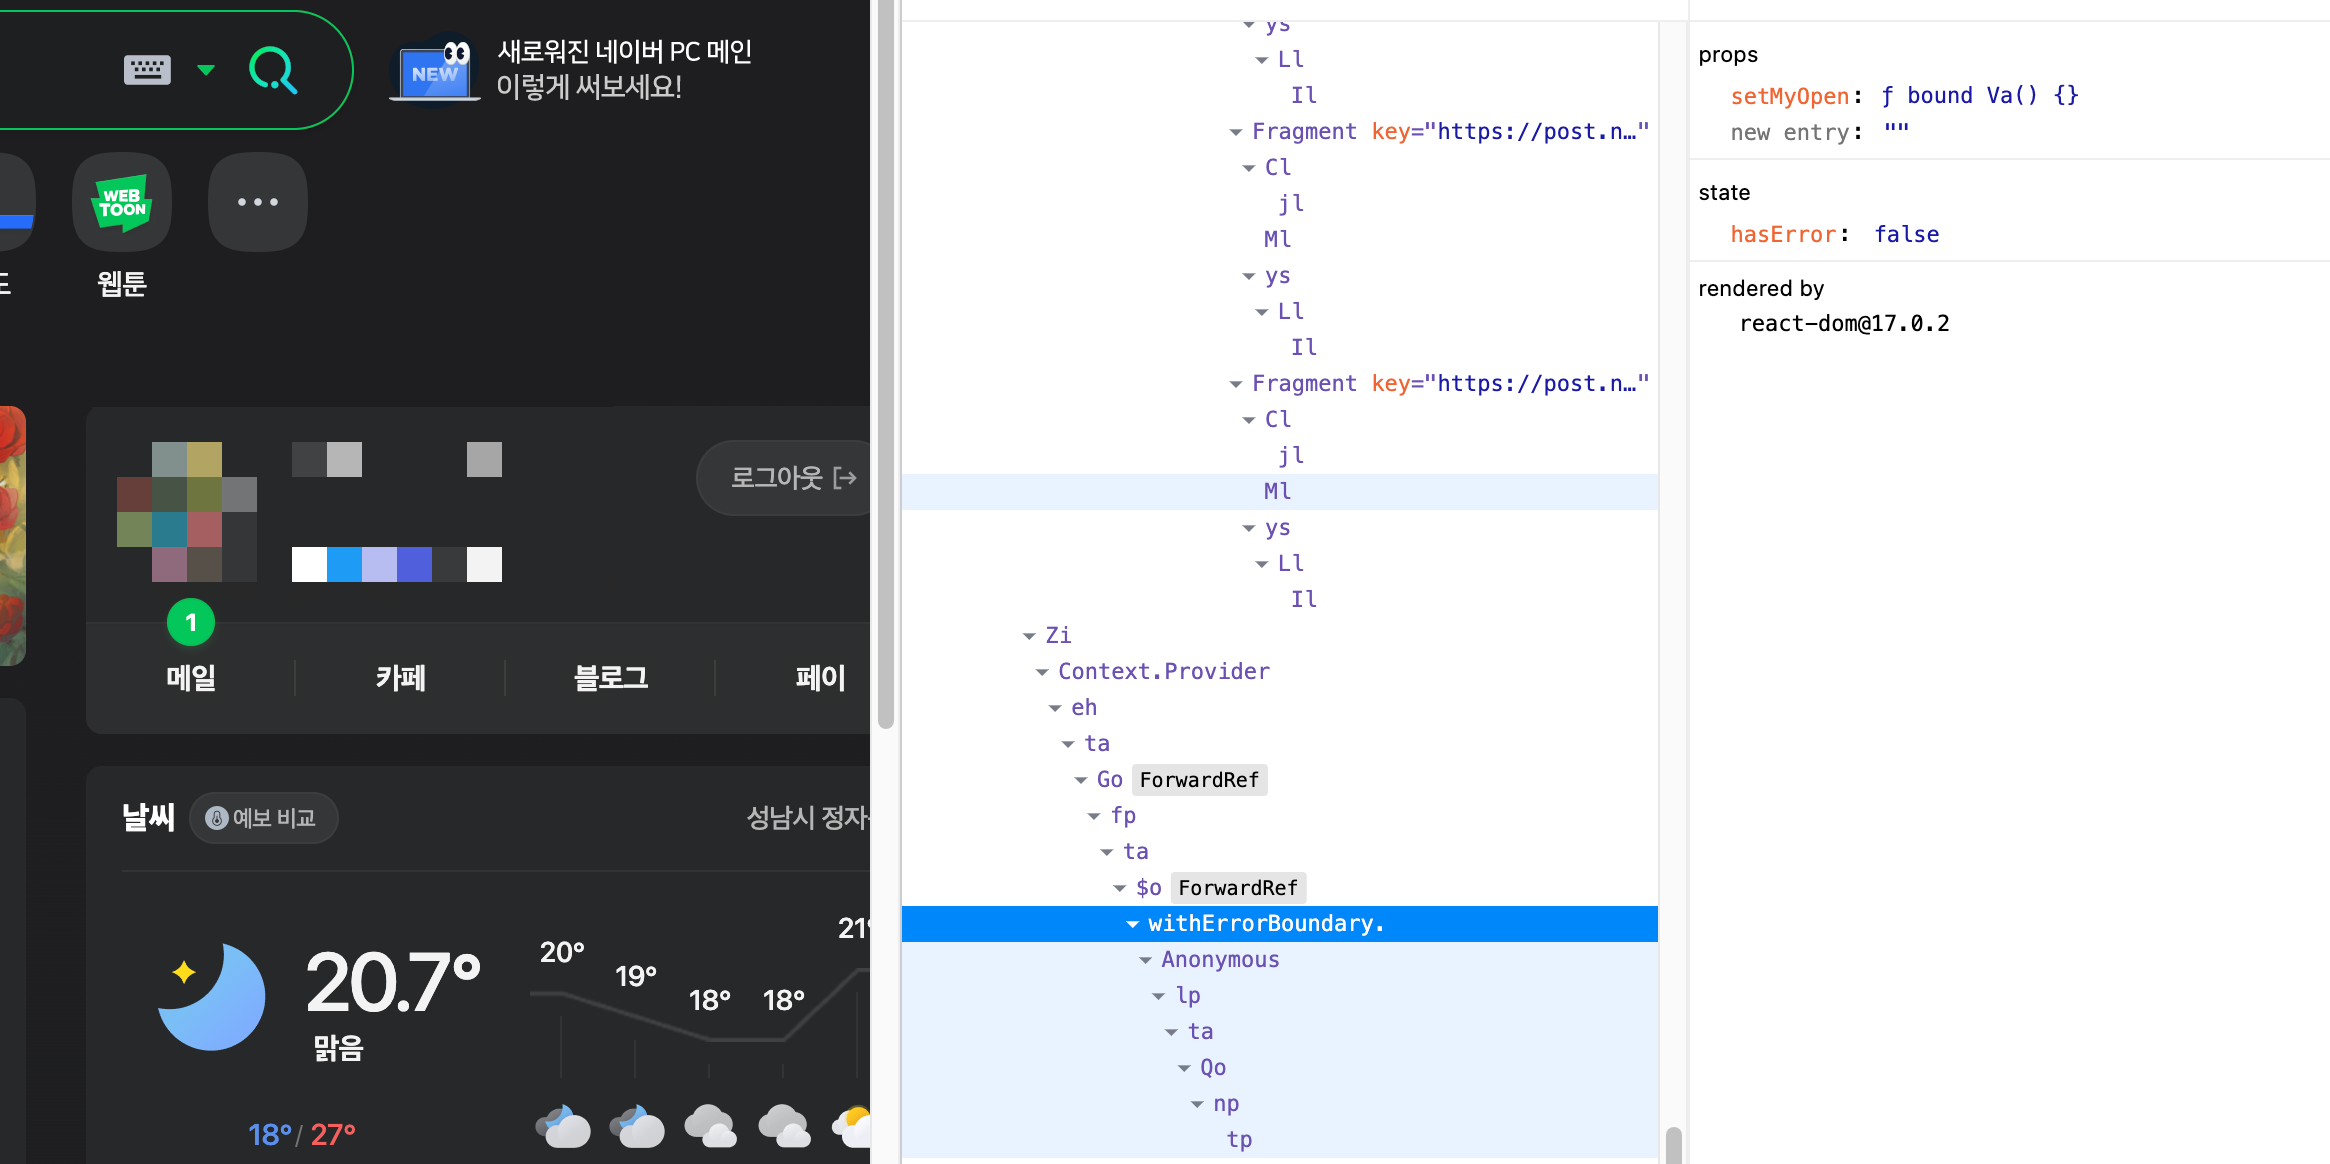 새로워진 네이버 PC 메인
이렇게 써보세요!
NEW
WEB
TOON
웹툰
로그아웃
1
메일
카페
블로그
페이
날씨
예보 비교
성남시 정자
20.7°
맑음
18°/ 27°
20°
19°
18°
18°
21°
ys
Ll
Il
Fragment key="https://post.n…"
Cl
jl
Ml
ys
Ll
Il
Fragment key="https://post.n…"
Cl
jl
Ml
ys
Ll
Il
Zi
Context.Provider
eh
ta
Go ForwardRef
fp
ta
$o ForwardRef
withErrorBoundary.
Anonymous
lp
ta
Qo
np
tp
props
setMyOpen: ƒ bound Va() {}
new entry: ""
state
hasError: false
rendered by
react-dom@17.0.2